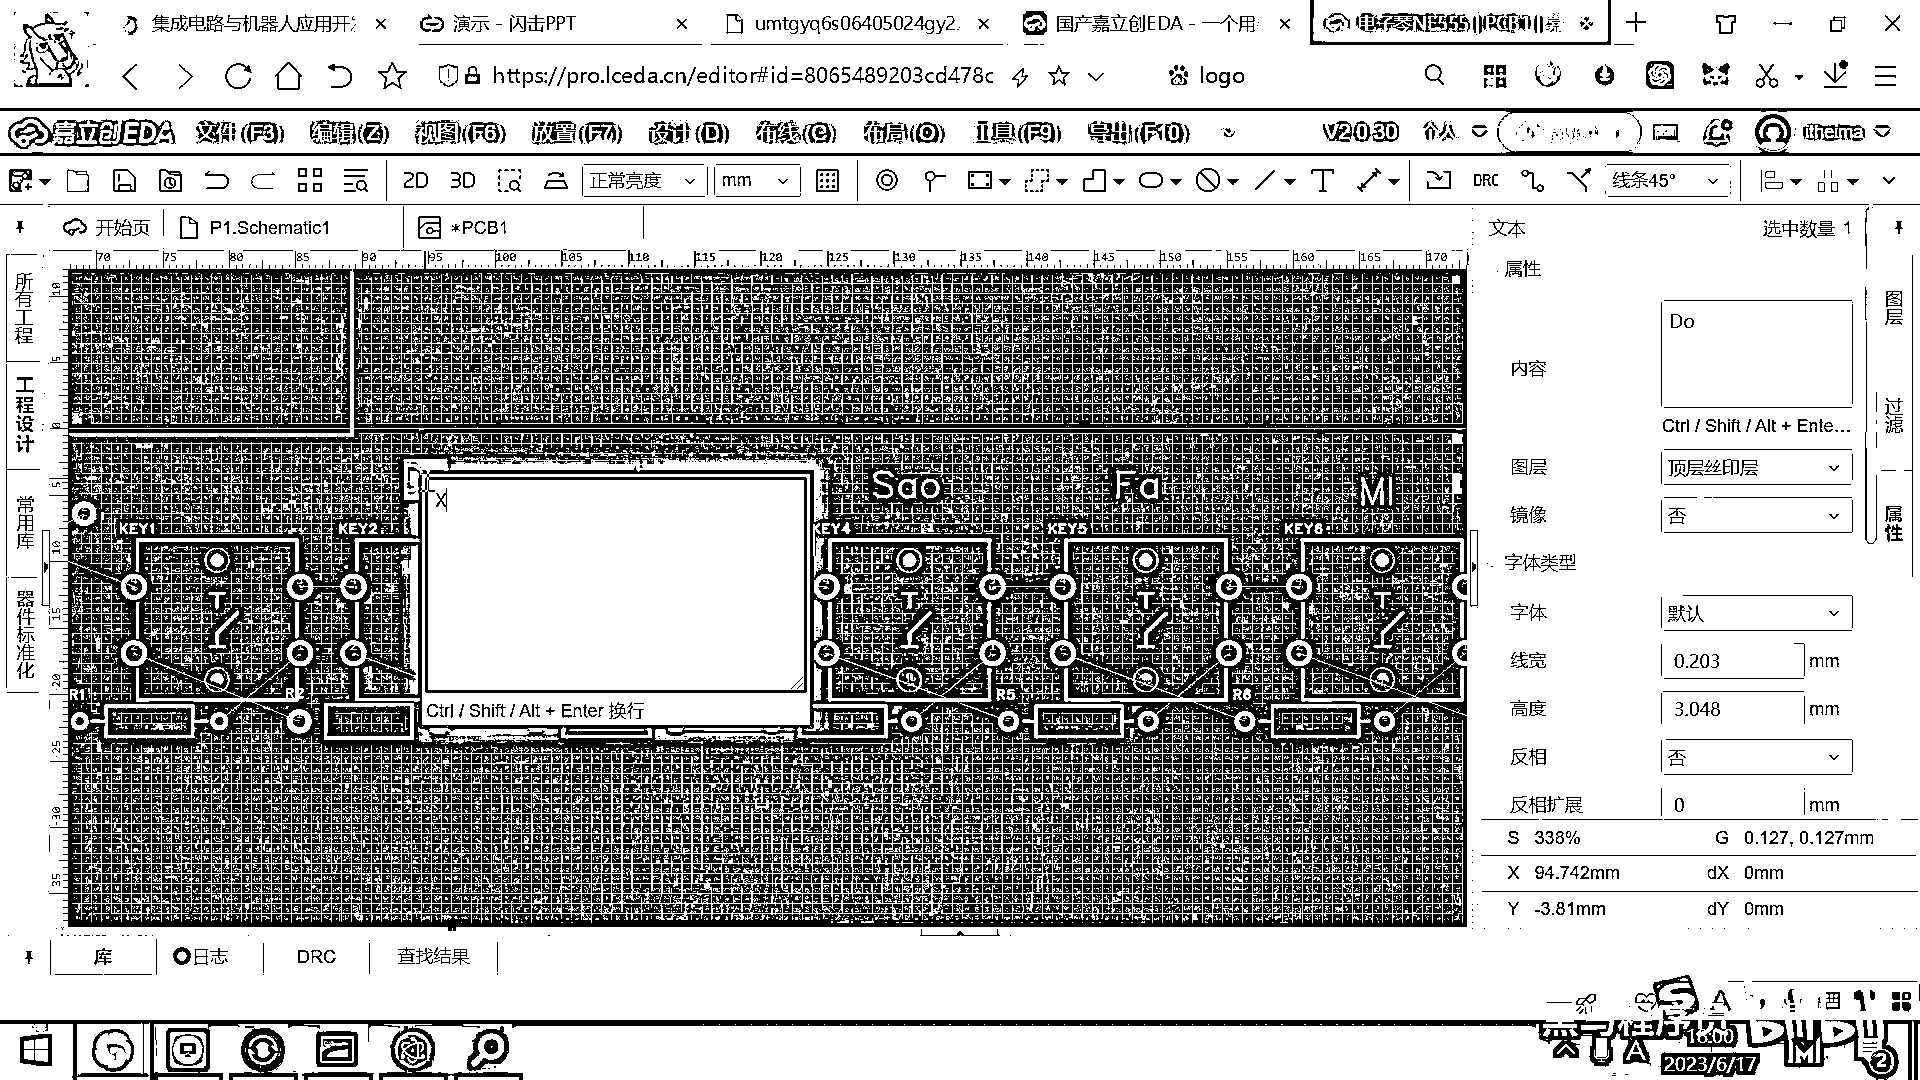 集成电路与机器人应用开发
演示 - 闪击PPT
umtgyq6s06405024gy2.
国产嘉立创EDA - 一个用
电子琴NE555 | PCB1 | 嘉
https://pro.lceda.cn/editor#id=8065489203cd478c
logo
嘉立创EDA
文件(F3)
编辑(Z)
视图(F6)
放置(F7)
设计(D)
布线(C)
布局(O)
工具(F9)
导出(F10)
V2.0.30
个人
itheima
2D
3D
正常亮度
mm
DRC
线条45°
开始页
P1.Schematic1
*PCB1
文本
选中数量 1
70 75 80 85 90 95 100 105 110 115 120 125 130 135 140 145 150 155 160 165 170
所有工程
工程设计
常用库
器件标准化
属性
内容
Do
Ctrl / Shift / Alt + Ente...
图层
顶层丝印层
镜像
否
字体类型
字体
默认
线宽
0.203
mm
高度
3.048
mm
反相
否
反相扩展
0
mm
S 338%
G 0.127, 0.127mm
X 94.742mm
dX 0mm
Y -3.81mm
dY 0mm
图层
过滤
属性
X
Ctrl / Shift / Alt + Enter 换行
Sao
Fa
MI
KEY1
KEY2
KEY4
KEY5
KEY6
R1
R2
R5
R6
库
日志
DRC
查找结果
黑马程序员
16:00
2023/6/17
2